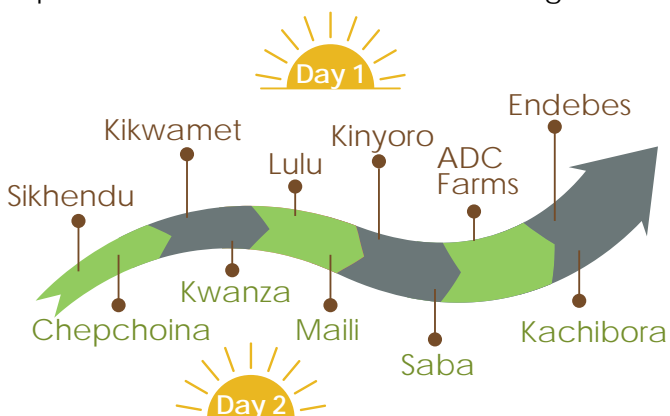 Day 1
Endebes
Kikwamet
Kinyoro
Lulu
ADC
Farms
Sikhendu
Kwanza
Chepchoina
Maili
Kachibora
Saba
Day 2